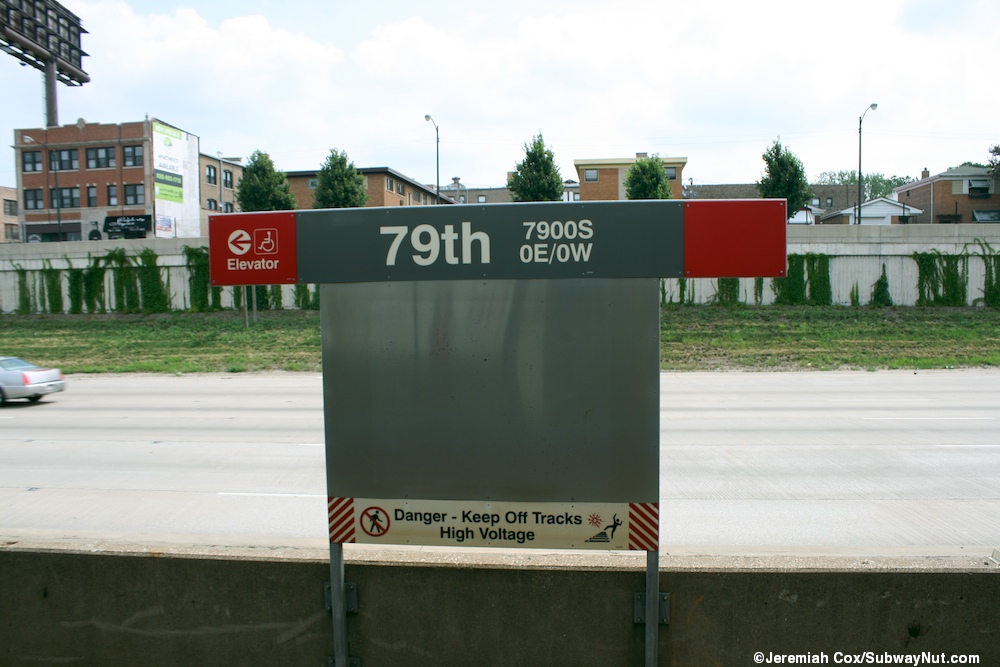 79th
7900S
0E/0W
Elevator
Danger - Keep Off Tracks
High Voltage
©Jeremiah Cox/SubwayNut.com